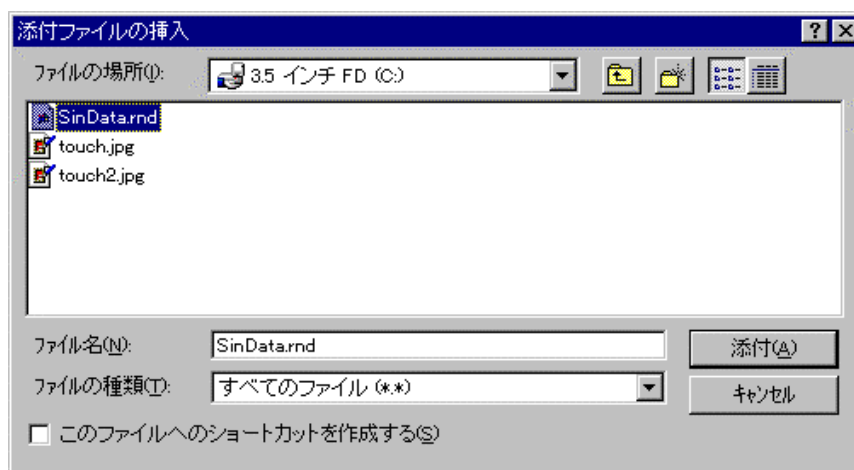 添付ファイルの挿入
ファイルの場所(I):
3.5 インチ FD (C:)
SinData.rnd
touch.jpg
touch2.jpg
ファイル名(N):
SinData.rnd
添付(A)
ファイルの種類(T):
すべてのファイル (*.*)
キャンセル
このファイルへのショートカットを作成する(S)